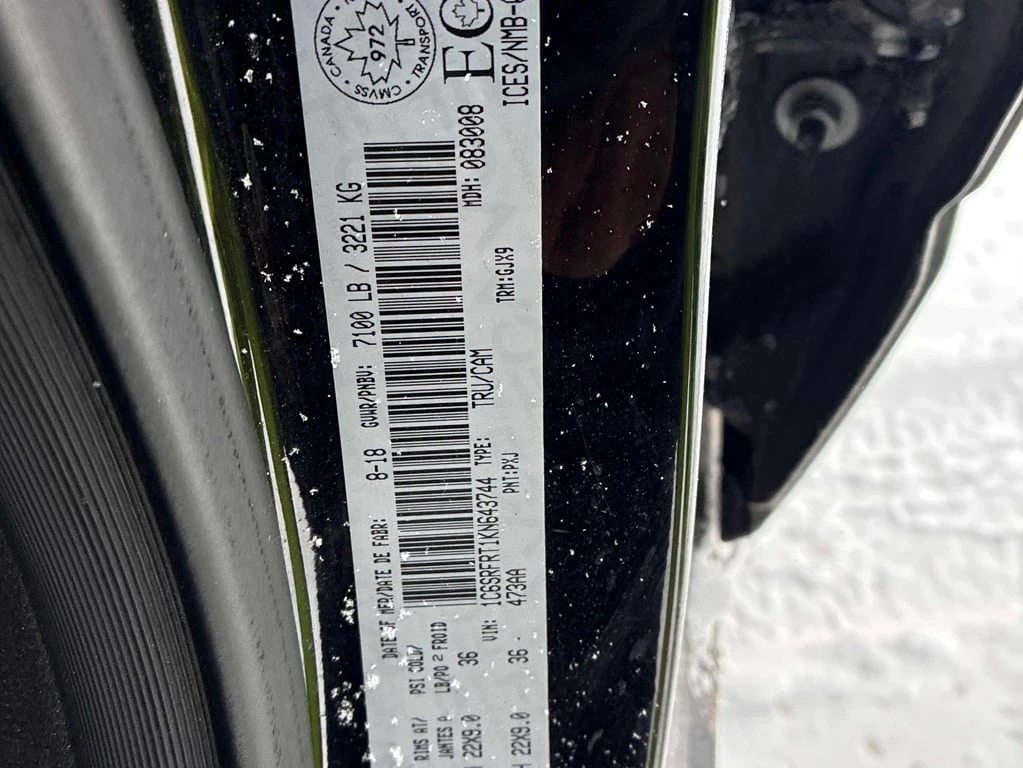 DATE OF MFR/DATE DE FABR: 8-18 GVWR/PNBV: 7100 LB / 3221 KG
CANADA
972
TRANSPORT
CMVSS
RIMS AT/ PSI COLD/
JANTES A LB/PO 2 FROID
22X9.0 36
VIN: 1C6SRFRT1KN643744 TYPE: TRU/CAM
MDH: 083008
H 22X9.0 36 - 473AA
PNT:PXJ TRM:GJX9
ICES/NMB-